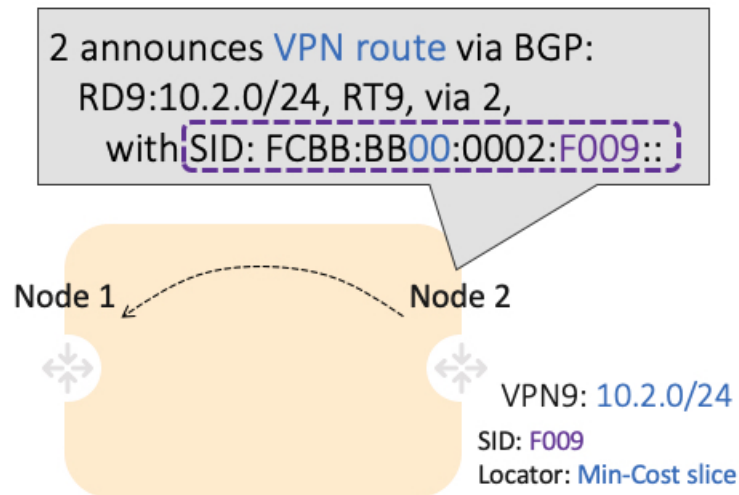 2 announces VPN route via BGP:
RD9:10.2.0/24, RT9, via 2,
with SID: FCBB:BB00:0002:F009::
Node 1
Node 2
VPN9: 10.2.0/24
SID: F009
Locator: Min-Cost slice